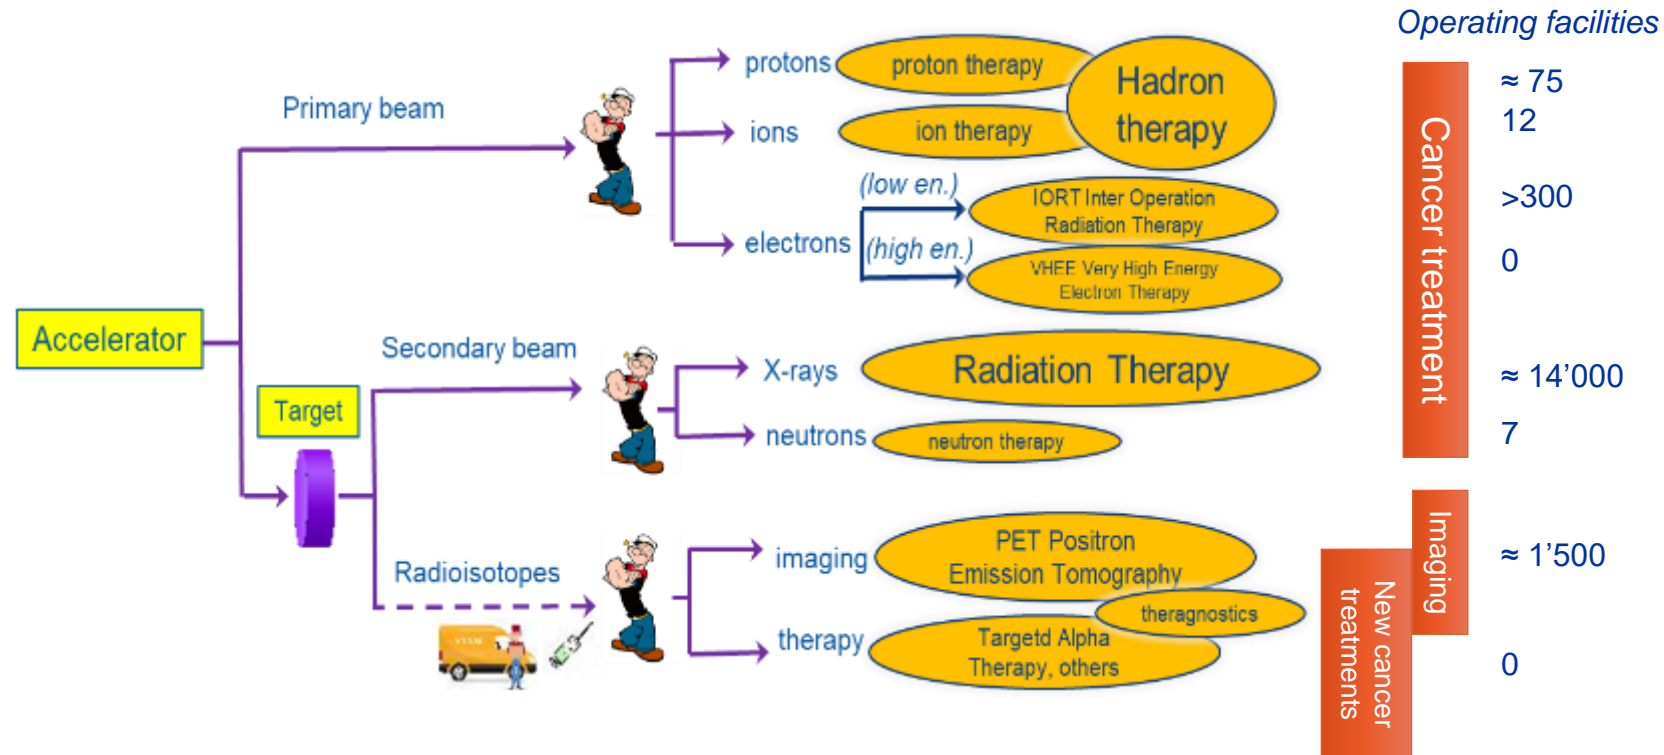 Operating facilities
Primary beam
protons
proton therapy
Hadron
therapy
≈ 75
ions
ion therapy
12
electrons
(low en.)
IORT Inter Operation
Radiation Therapy
>300
(high en.)
VHEE Very High Energy
Electron Therapy
0
Cancer treatment
Accelerator
Target
Secondary beam
X-rays
Radiation Therapy
≈ 14’000
neutrons
neutron therapy
7
Radioisotopes
imaging
PET Positron
Emission Tomography
Imaging
≈ 1’500
theragnostics
therapy
Targetd Alpha
Therapy, others
New cancer
treatments
0